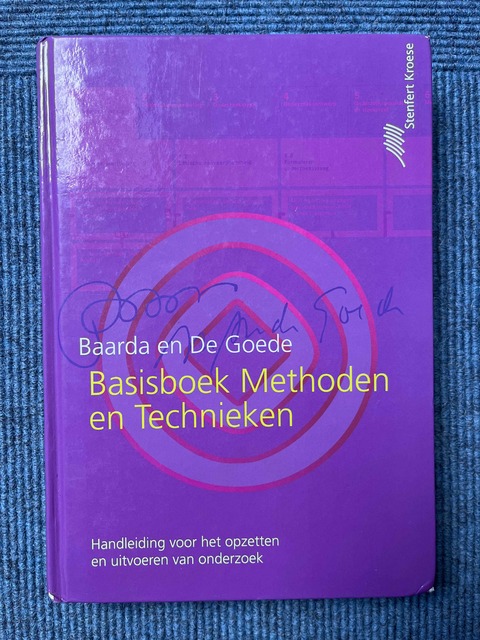 Stenfert Kroese
Baarda en De Goede
Basisboek Methoden
en Technieken
Handleiding voor het opzetten
en uitvoeren van onderzoek